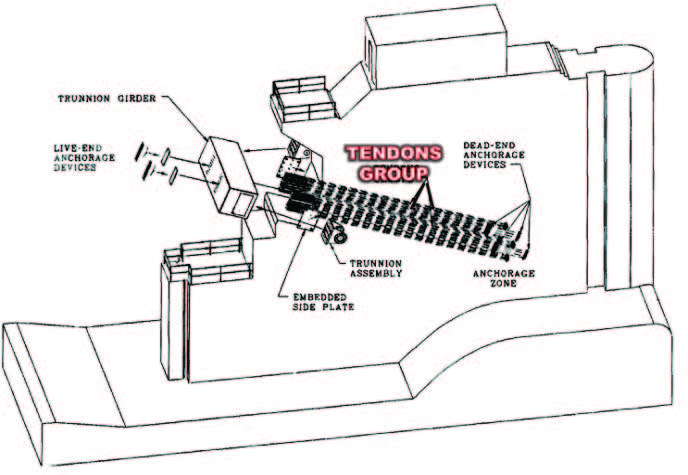 TRUNNION GIRDER
LIVE-END
ANCHORAGE
DEVICES
TENDONS
GROUP
DEAD-END
ANCHORAGE
DEVICES
TRUNNION
ASSEMBLY
ANCHORAGE
ZONE
EMBEDDED
SIDE PLATE